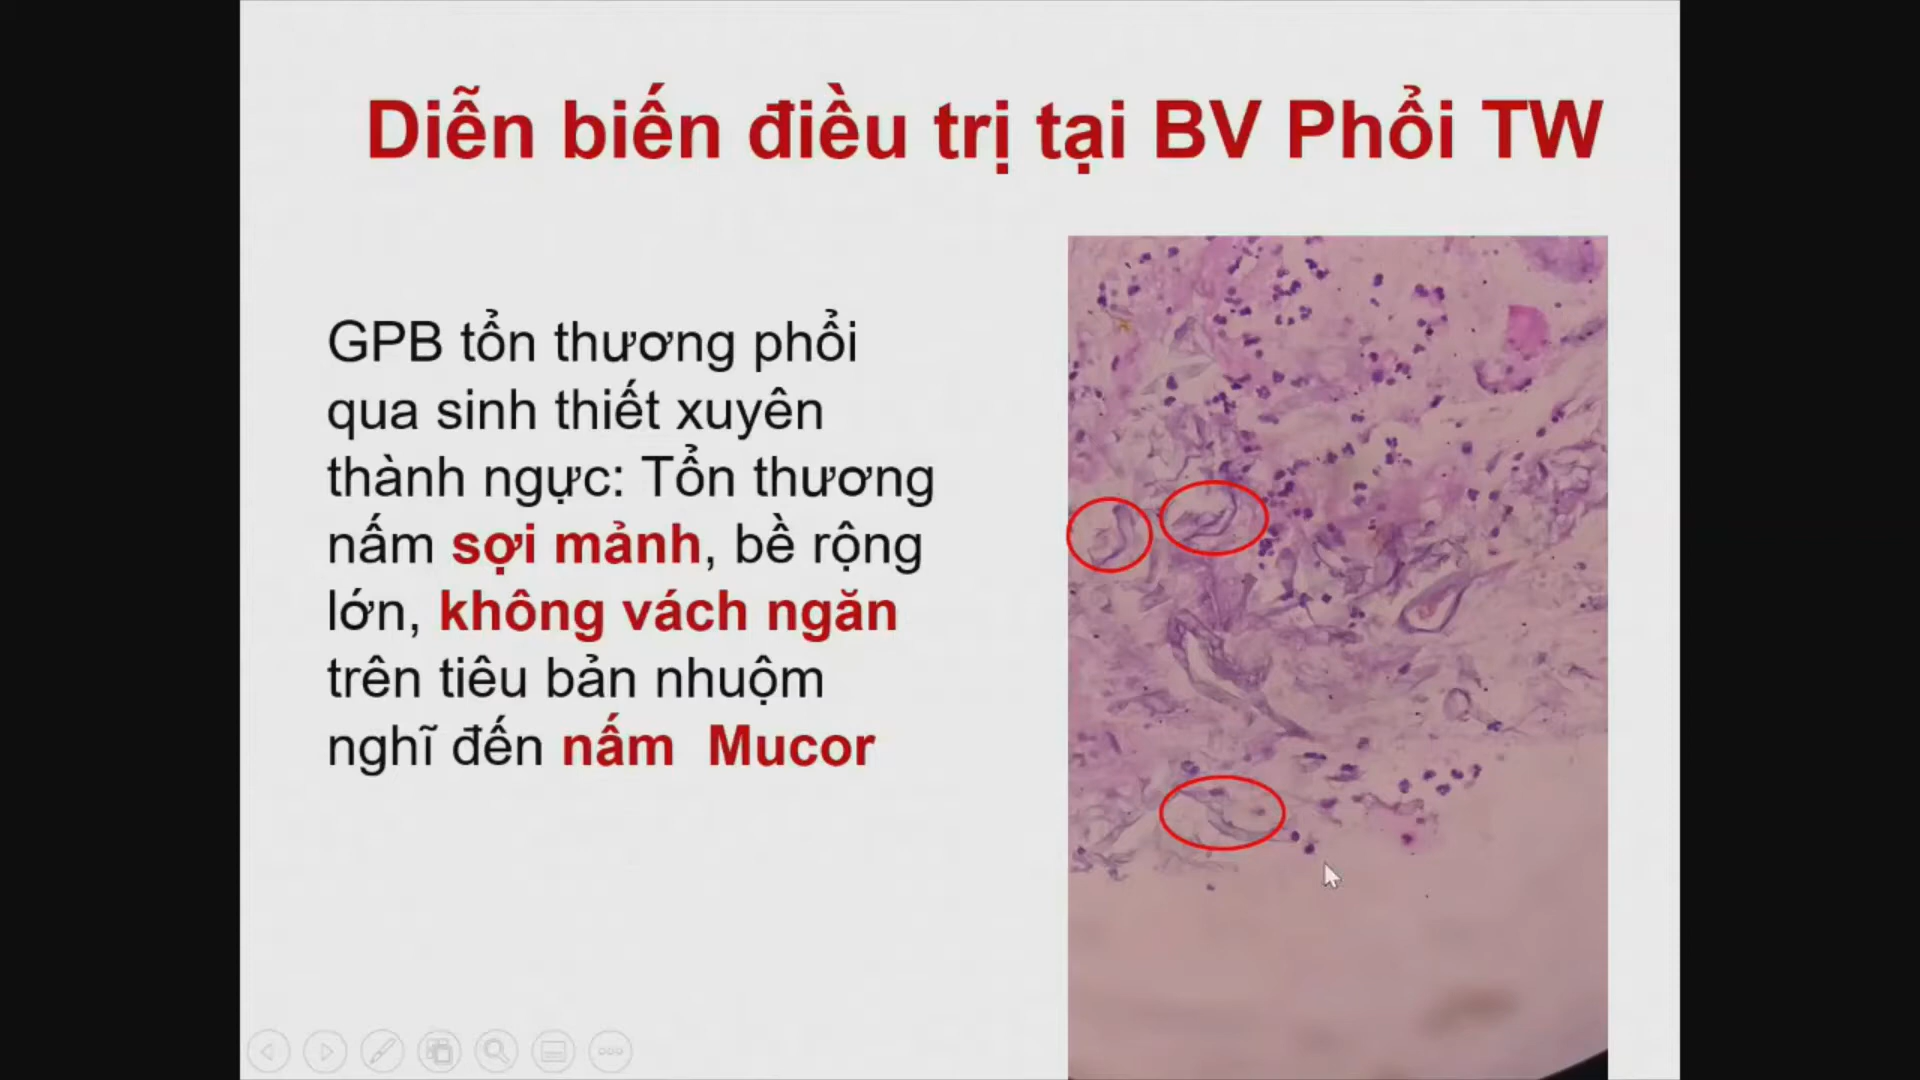 Diễn biến điều trị tại BV Phổi TW
GPB tổn thương phổi
qua sinh thiết xuyên
thành ngực: Tổn thương
nấm sợi mảnh, bề rộng
lớn, không vách ngăn
trên tiêu bản nhuộm
nghĩ đến nấm  Mucor